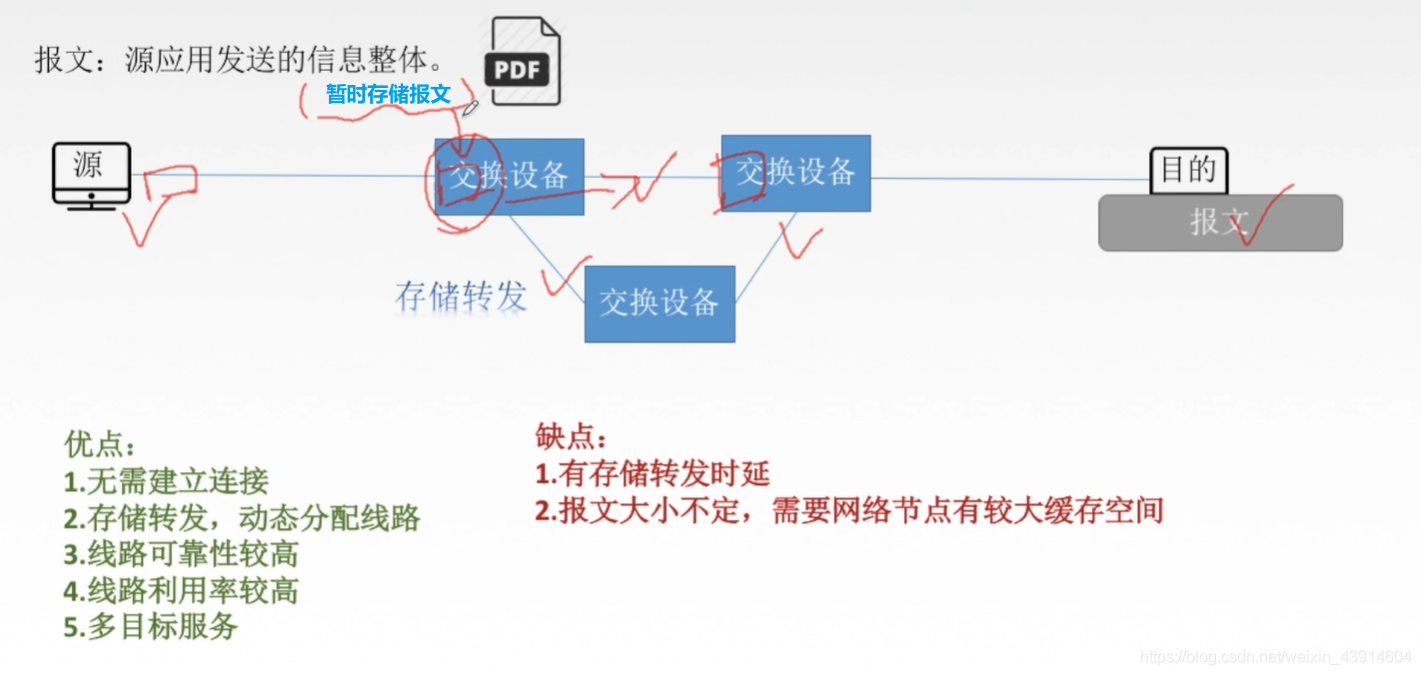 报文：源应用发送的信息整体。
PDF
暂时存储报文
源
交换设备
交换设备
目的
报文
存储转发
交换设备
优点：
1.无需建立连接
2.存储转发，动态分配线路
3.线路可靠性较高
4.线路利用率较高
5.多目标服务
缺点：
1.有存储转发时延
2.报文大小不定，需要网络节点有较大缓存空间
https://blog.csdn.net/weixin_43914604